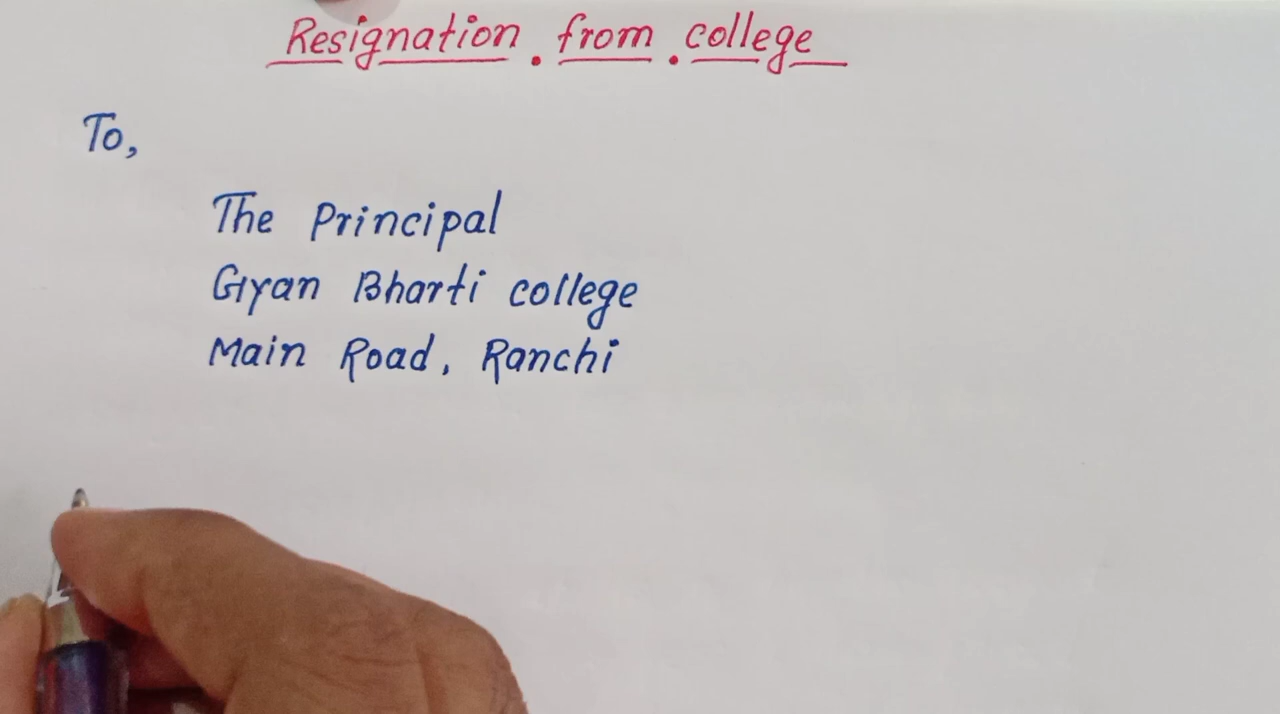 Resignation from college
To,
The Principal
Gyan Bharti college
Main Road, Ranchi